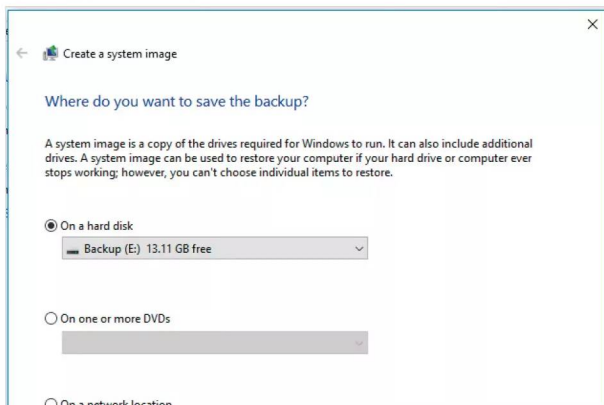 Create a system image
Where do you want to save the backup?
A system image is a copy of the drives required for Windows to run. It can also include additional
drives. A system image can be used to restore your computer if your hard drive or computer ever
stops working; however, you can't choose individual items to restore.
On a hard disk
Backup (E:) 13.11 GB free
On one or more DVDs
On a network location